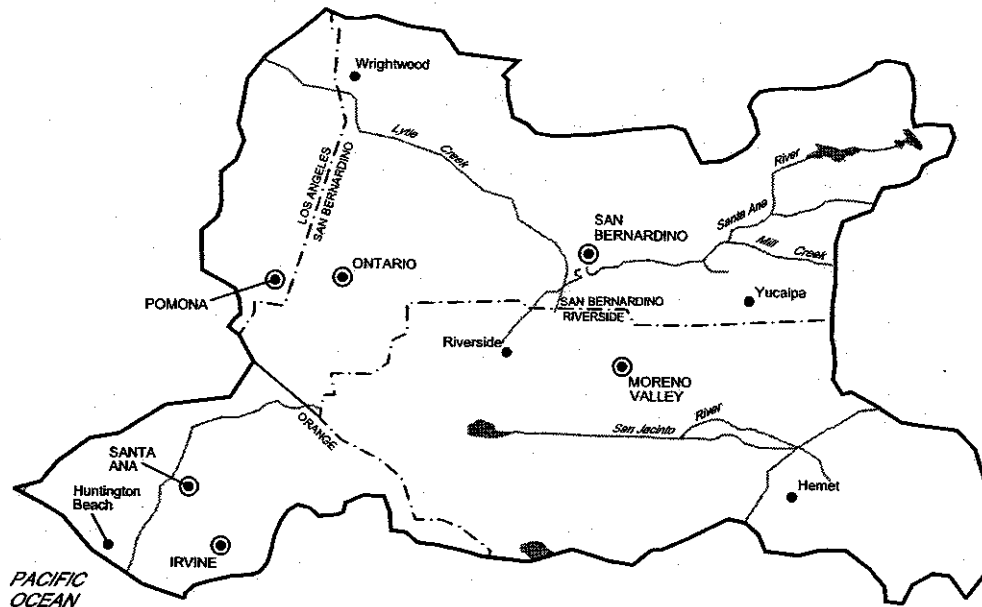 Wrightwood
Lytle
Creek
LOS ANGELES
SAN BERNARDINO
River
Santa Ana
SAN
BERNARDINO
Mill
Creek
ONTARIO
POMONA
Yucaipa
SAN BERNARDINO
RIVERSIDE
Riverside
MORENO
VALLEY
ORANGE
River
San Jacinto
SANTA
ANA
Huntington
Beach
Hemet
IRVINE
PACIFIC
OCEAN